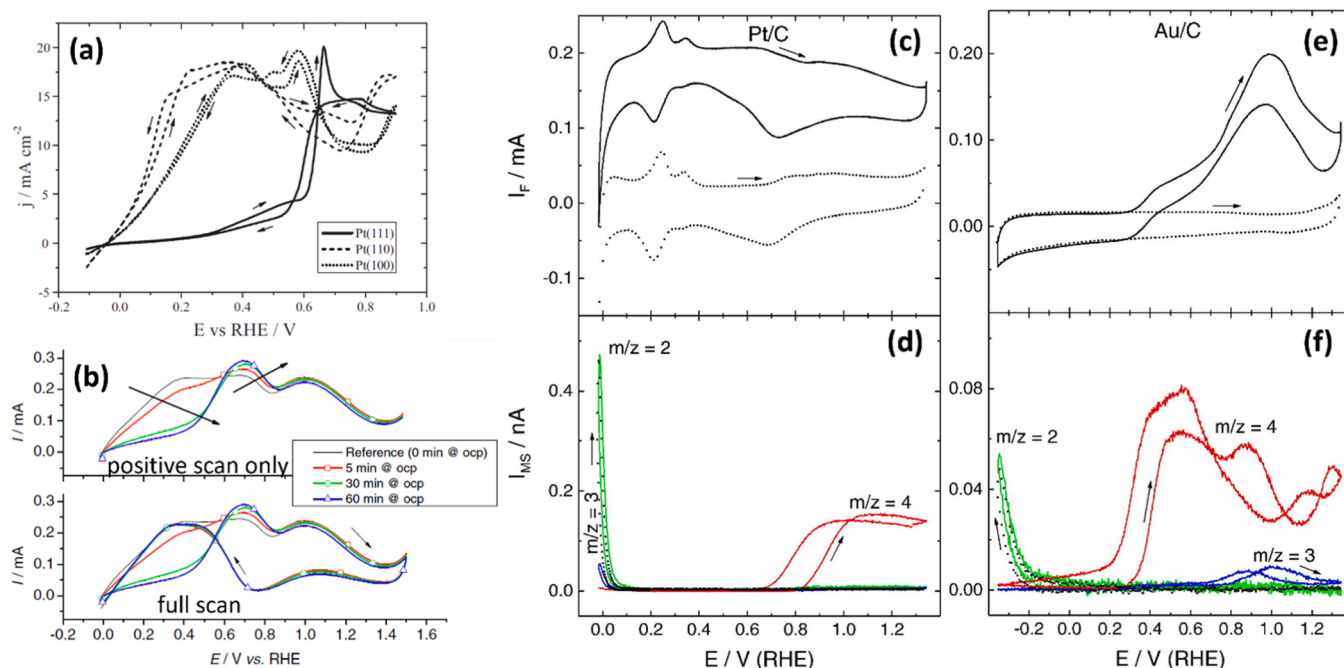 (a)
20
15
10
5
0
-5
j / mA cm⁻²
Pt(111)
Pt(110)
Pt(100)
-0.2 0.0 0.2 0.4 0.6 0.8 1.0
E vs RHE / V
(b)
0.3
0.2
0.1
0.0
I / mA
positive scan only
Reference (0 min @ ocp)
5 min @ ocp
30 min @ ocp
60 min @ ocp
0.3
0.2
0.1
0.0
I / mA
full scan
0.0 0.2 0.4 0.6 0.8 1.0 1.2 1.4 1.6
E / V vs. RHE
Pt/C
(c)
0.2
0.1
0.0
-0.1
I_F / mA
(d)
m/z = 2
m/z = 3
m/z = 4
0.4
0.2
0.0
I_MS / nA
0.0 0.2 0.4 0.6 0.8 1.0 1.2
E / V (RHE)
Au/C
(e)
0.20
0.10
0.00
(f)
m/z = 2
m/z = 4
m/z = 3
0.08
0.04
0.00
-0.2 0.0 0.2 0.4 0.6 0.8 1.0 1.2
E / V (RHE)